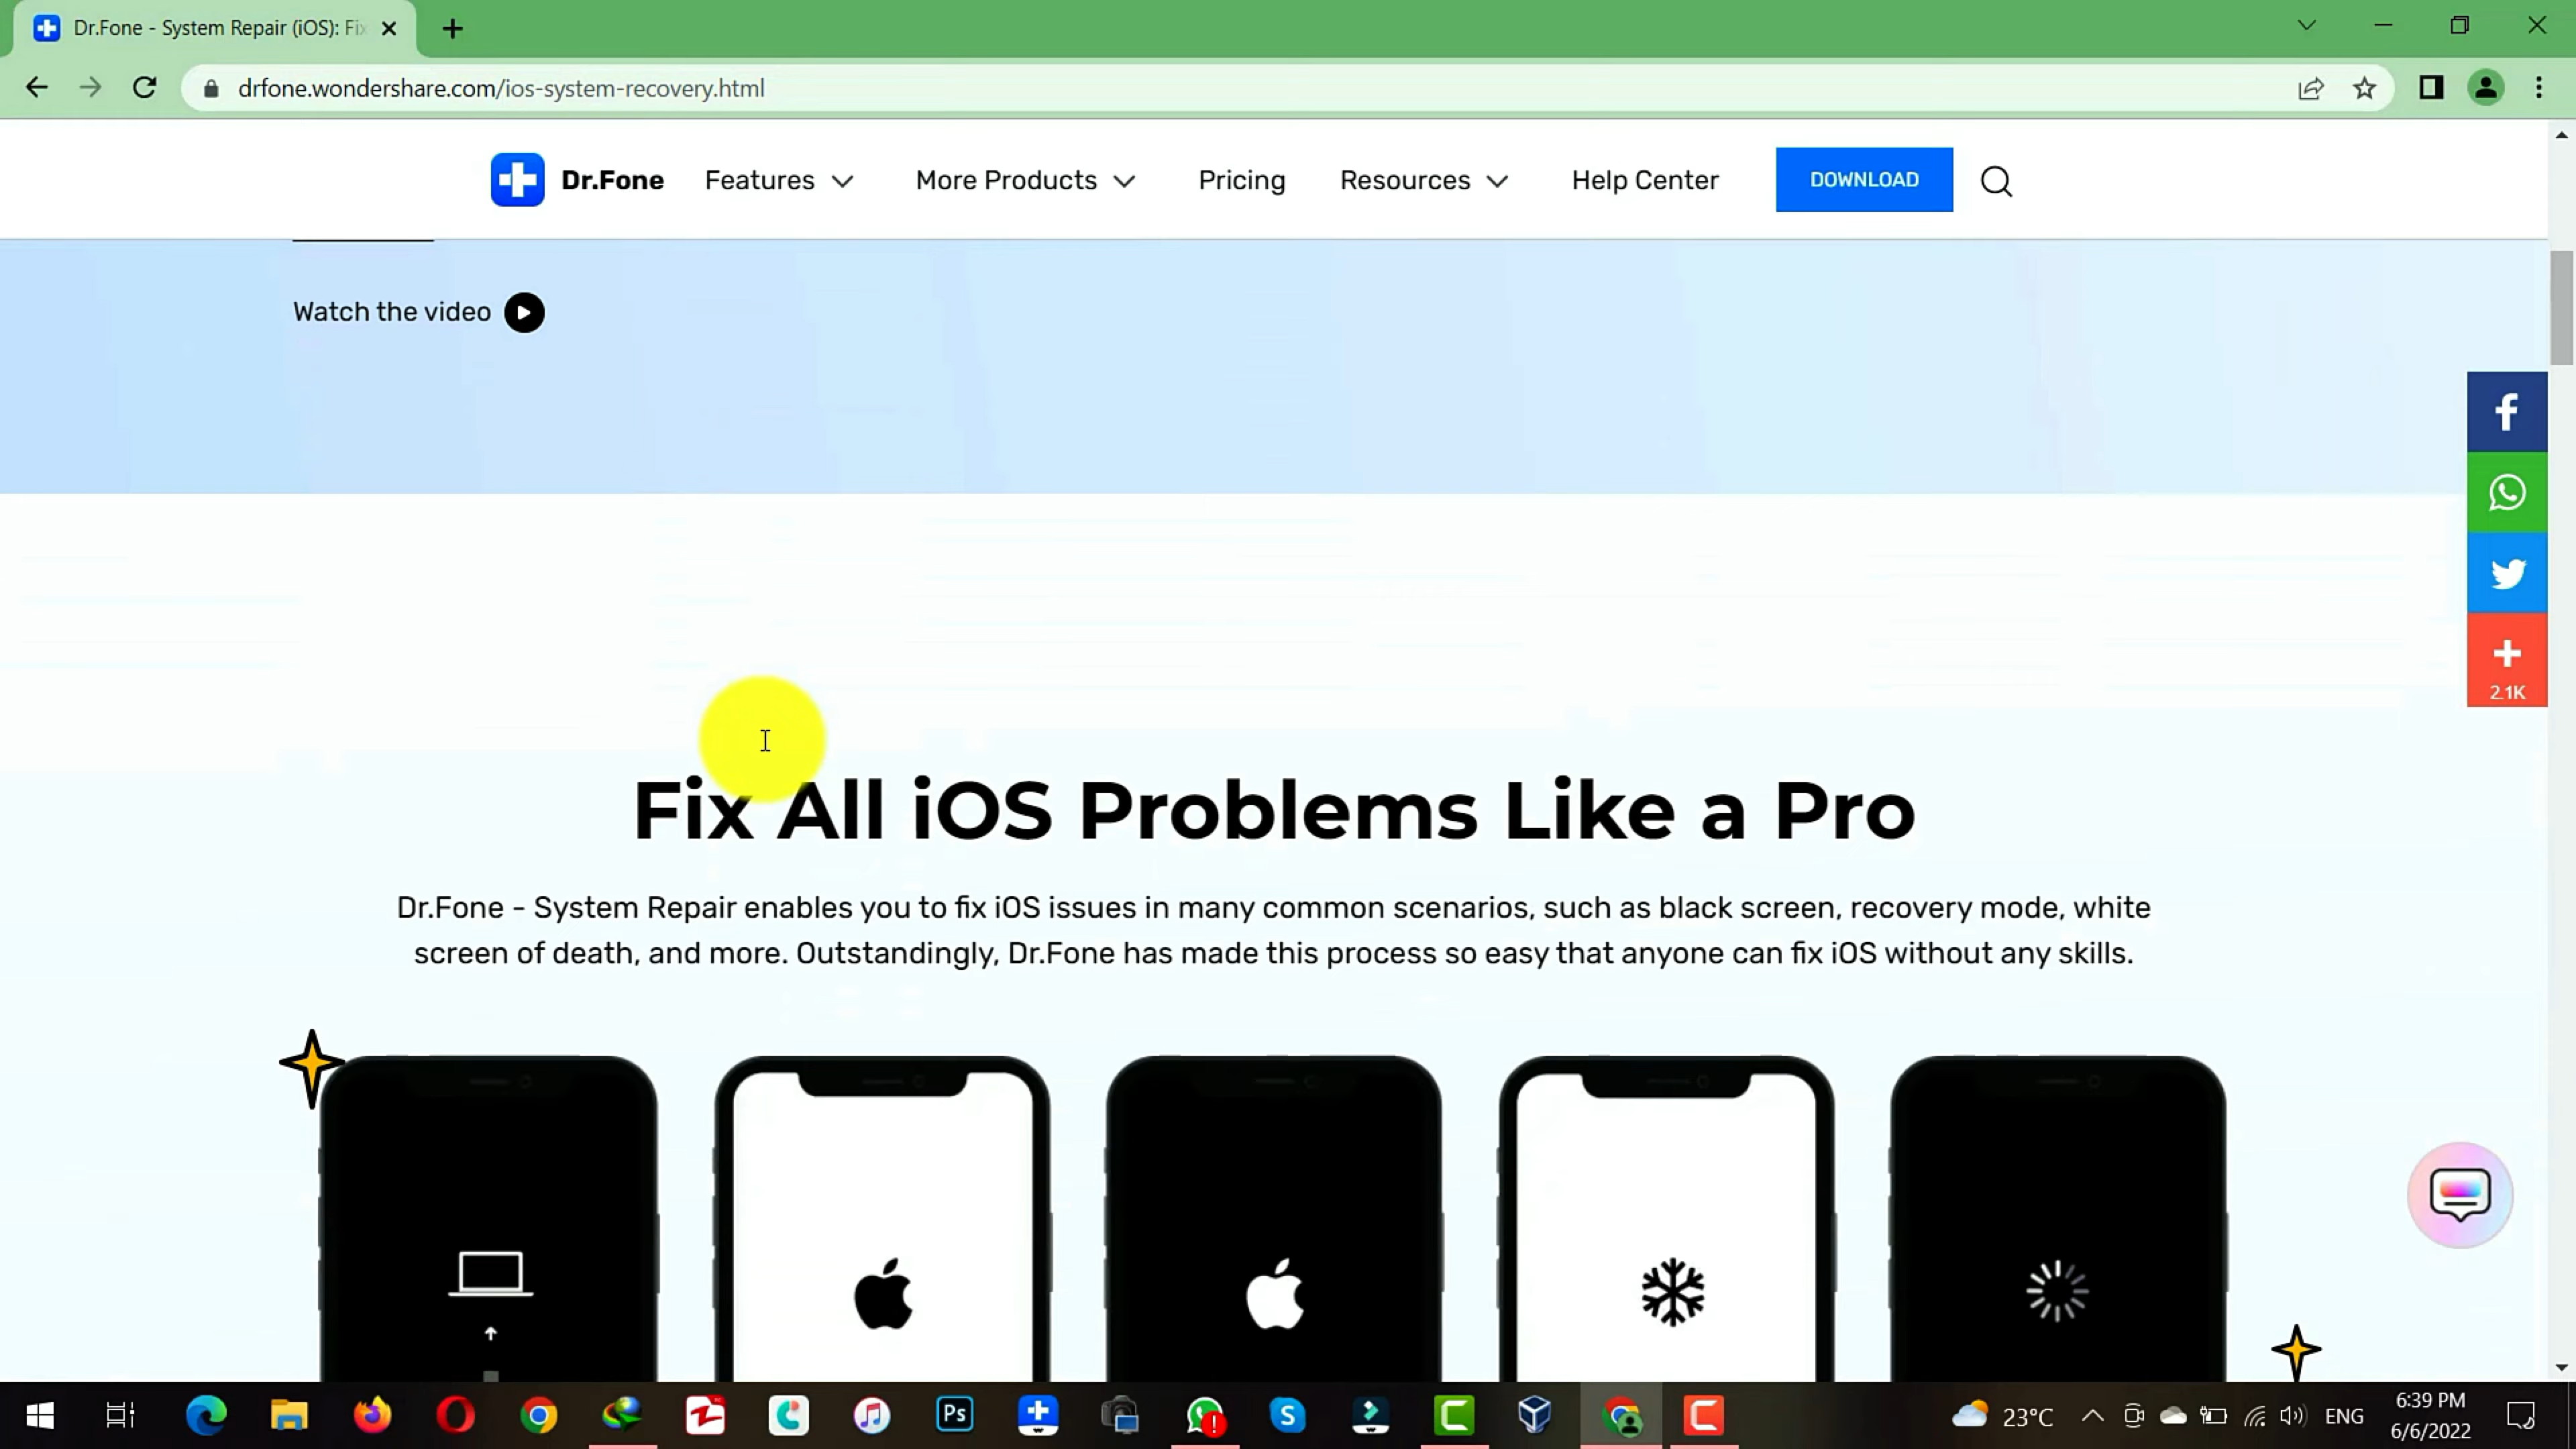 Dr.Fone - System Repair (iOS): Fix
drfone.wondershare.com/ios-system-recovery.html
Dr.Fone Features More Products Pricing Resources Help Center DOWNLOAD
Watch the video
2.1K
Fix All iOS Problems Like a Pro
Dr.Fone - System Repair enables you to fix iOS issues in many common scenarios, such as black screen, recovery mode, white
screen of death, and more. Outstandingly, Dr.Fone has made this process so easy that anyone can fix iOS without any skills.
Ps
23°C ENG 6:39 PM
6/6/2022